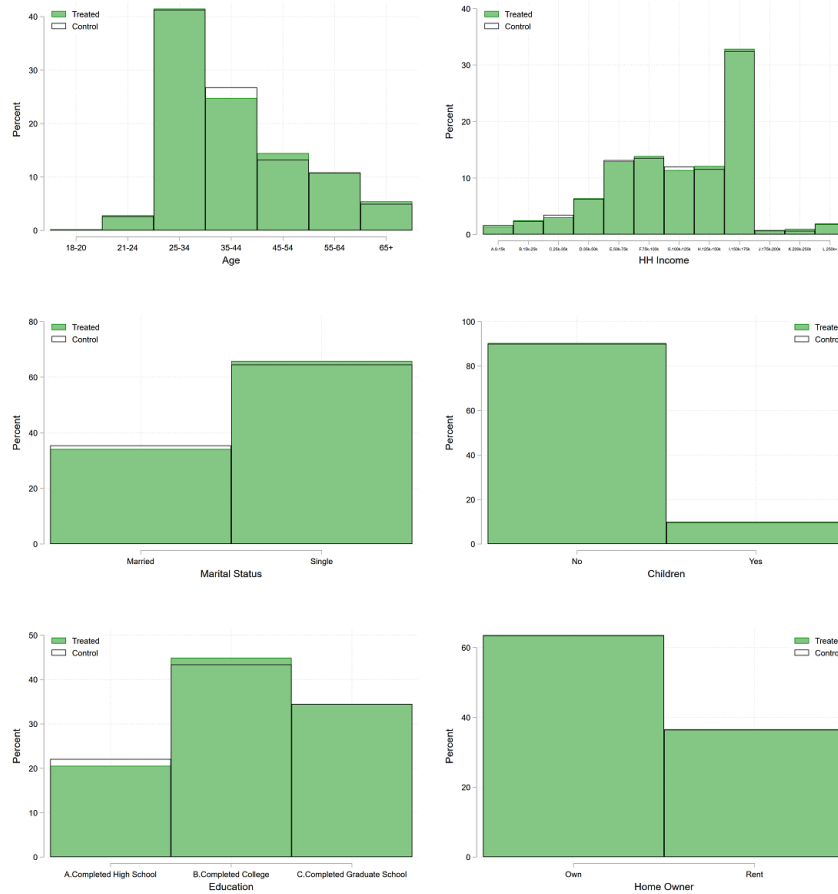 Treated
Control
40
30
20
10
0
Percent
18-20 21-24 25-34 35-44 45-54 55-64 65+
Age
Treated
Control
40
30
20
10
0
Percent
HH Income
Treated
Control
80
60
40
20
0
Percent
Married Single
Marital Status
Treate
Contro
100
80
60
40
20
0
Percent
No Yes
Children
Treated
Control
50
40
30
20
10
0
Percent
A.Completed High School B.Completed College C.Completed Graduate School
Education
Treate
Contro
60
40
20
0
Percent
Own Rent
Home Owner